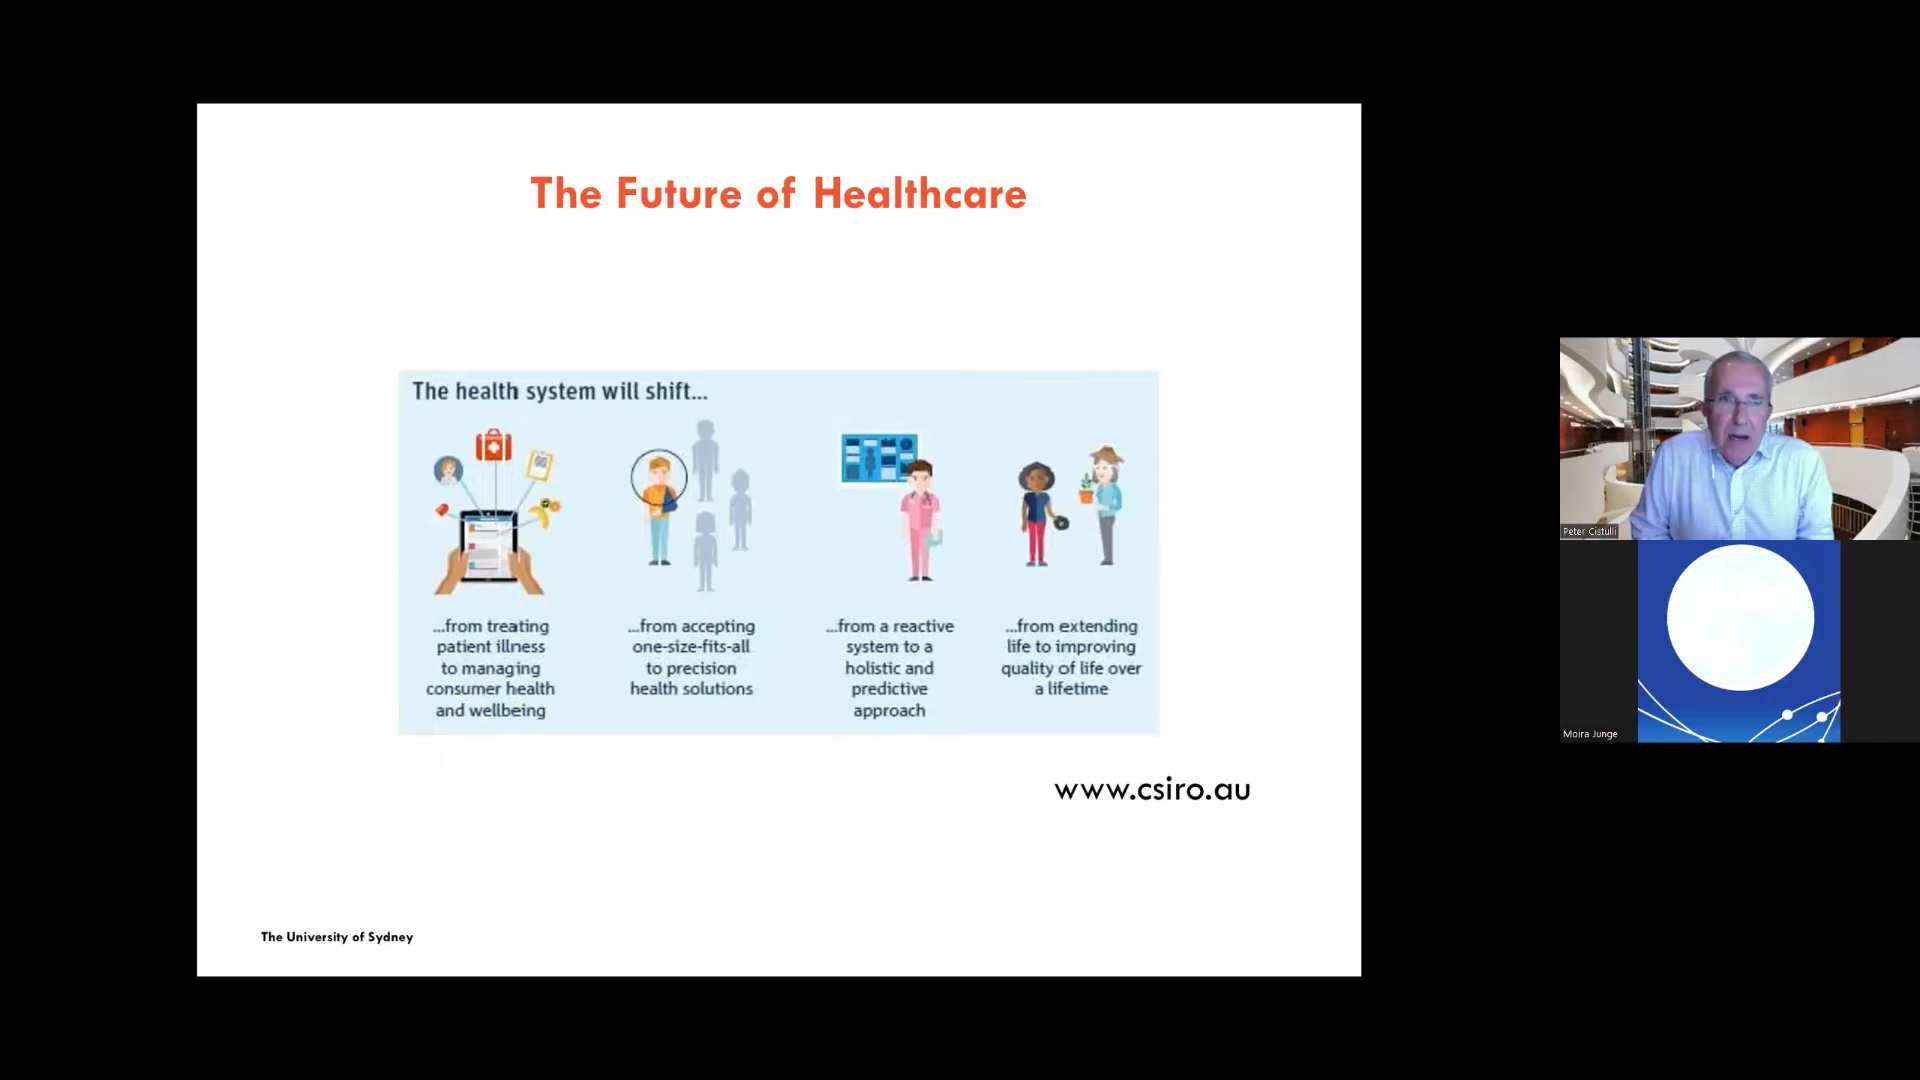 The Future of Healthcare
The health system will shift...
...from treating
patient illness
to managing
consumer health
and wellbeing
...from accepting
one-size-fits-all
to precision
health solutions
...from a reactive
system to a
holistic and
predictive
approach
...from extending
life to improving
quality of life over
a lifetime
www.csiro.au
The University of Sydney
Peter Cistulli
Moira Junge